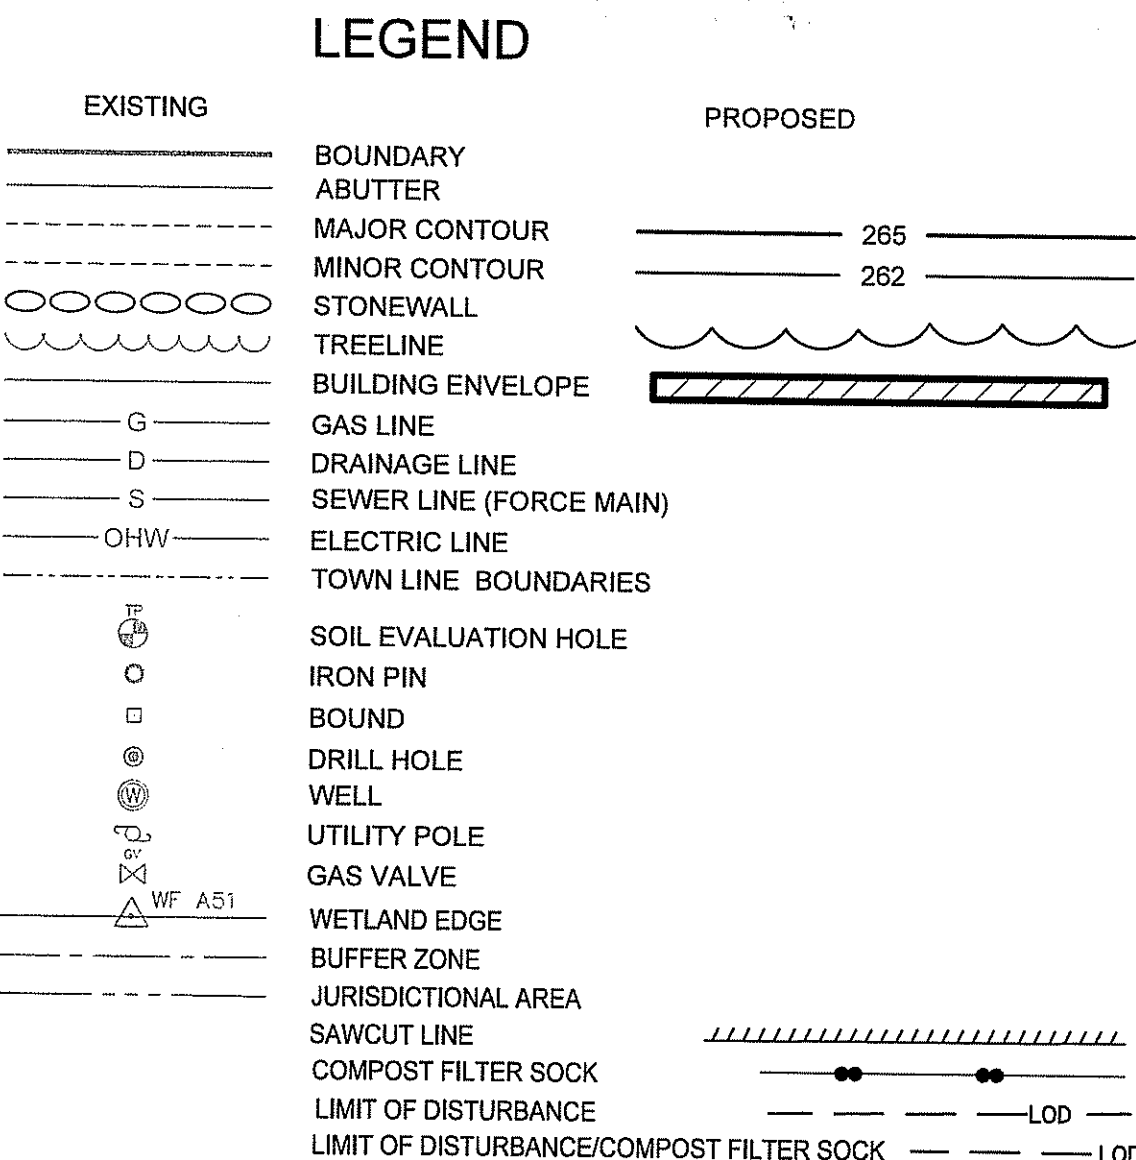 LEGEND
EXISTING
PROPOSED
BOUNDARY
ABUTTER
MAJOR CONTOUR 265
MINOR CONTOUR 262
STONEWALL
TREELINE
BUILDING ENVELOPE
G GAS LINE
D DRAINAGE LINE
S SEWER LINE (FORCE MAIN)
OHW ELECTRIC LINE
TOWN LINE BOUNDARIES
TP
SOIL EVALUATION HOLE
IRON PIN
BOUND
DRILL HOLE
W WELL
UTILITY POLE
GV
GAS VALVE
WF A51
WETLAND EDGE
BUFFER ZONE
JURISDICTIONAL AREA
SAWCUT LINE
COMPOST FILTER SOCK
LIMIT OF DISTURBANCE LOD
LIMIT OF DISTURBANCE/COMPOST FILTER SOCK LOD